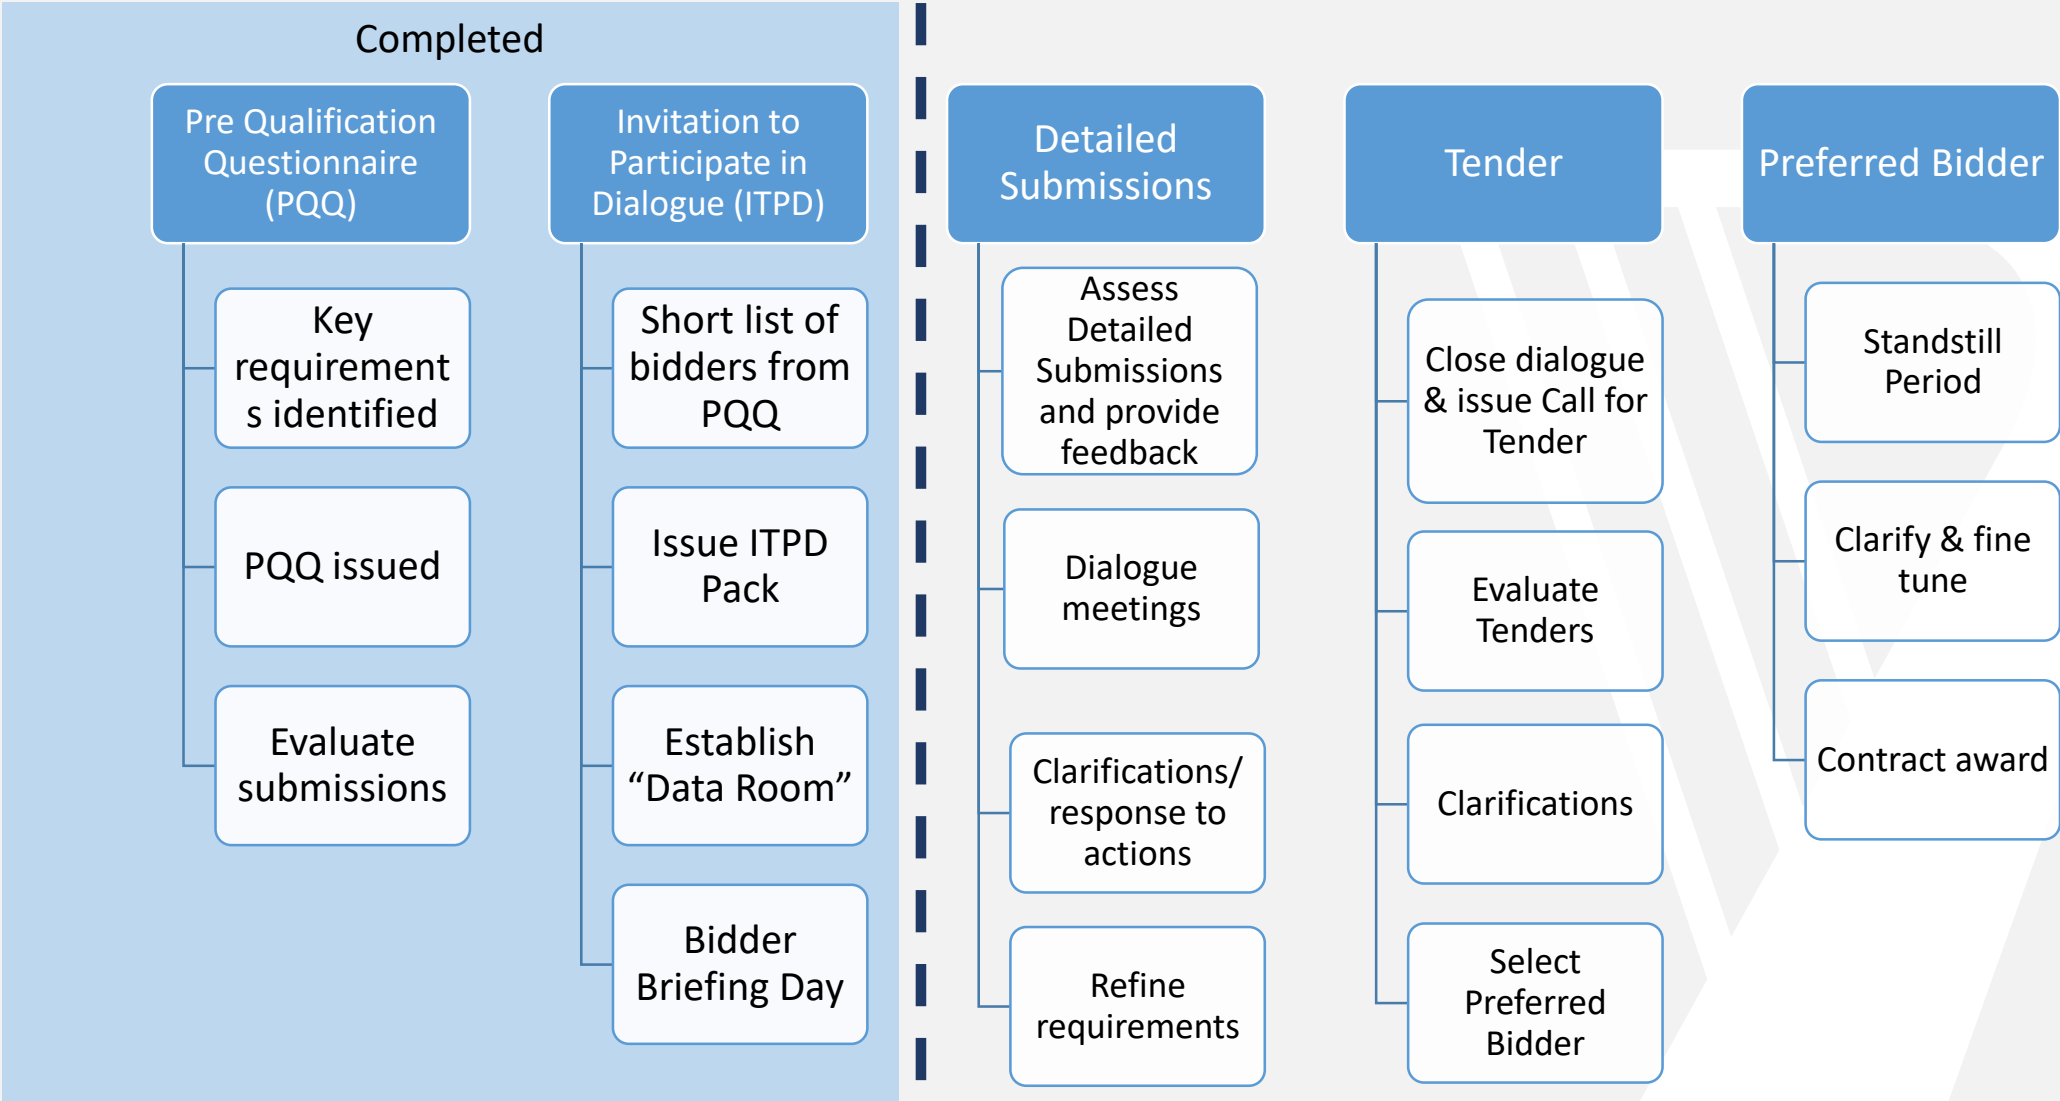 Completed
Pre Qualification
Questionnaire
(PQQ)
Key
requirement
s identified
PQQ issued
Evaluate
submissions
Invitation to
Participate in
Dialogue (ITPD)
Short list of
bidders from
PQQ
Issue ITPD
Pack
Establish
“Data Room”
Bidder
Briefing Day
Detailed
Submissions
Assess
Detailed
Submissions
and provide
feedback
Dialogue
meetings
Clarifications/
response to
actions
Refine
requirements
Tender
Close dialogue
& issue Call for
Tender
Evaluate
Tenders
Clarifications
Select
Preferred
Bidder
Preferred Bidder
Standstill
Period
Clarify & fine
tune
Contract award